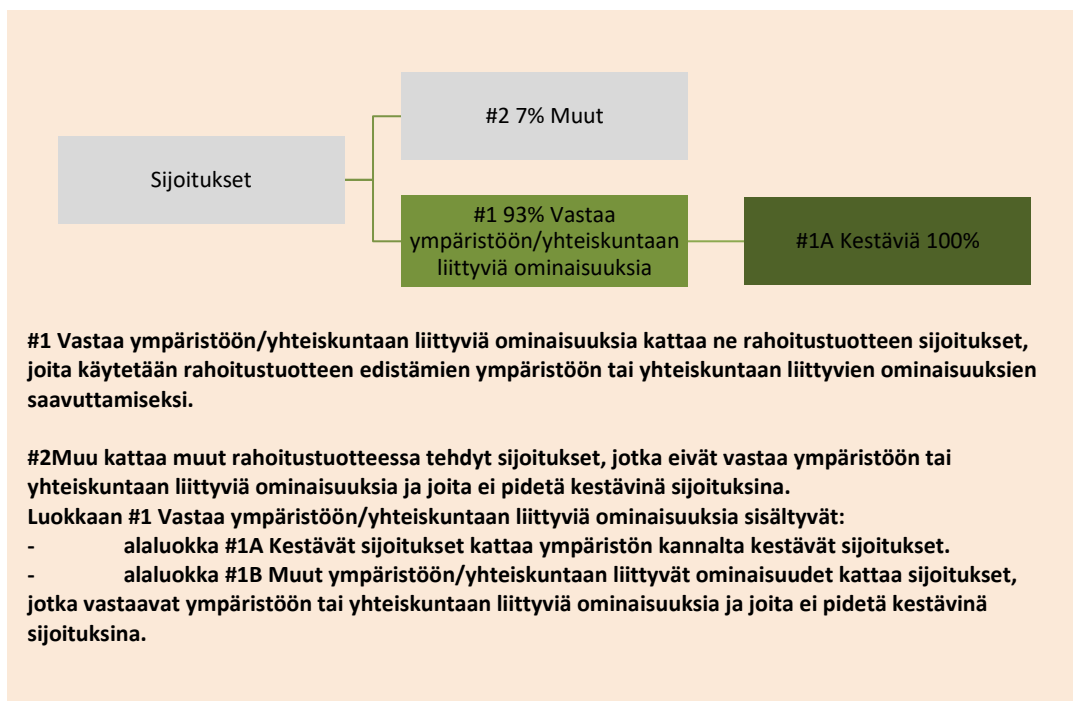 #2 7% Muut
Sijoitukset
#1 93% Vastaa
ympäristöön/yhteiskuntaan
liittyviä ominaisuuksia
#1A Kestäviä 100%
#1 Vastaa ympäristöön/yhteiskuntaan liittyviä ominaisuuksia kattaa ne rahoitustuotteen sijoitukset,
joita käytetään rahoitustuotteen edistämien ympäristöön tai yhteiskuntaan liittyvien ominaisuuksien
saavuttamiseksi.
#2Muu kattaa muut rahoitustuotteessa tehdyt sijoitukset, jotka eivät vastaa ympäristöön tai
yhteiskuntaan liittyviä ominaisuuksia ja joita ei pidetä kestävinä sijoituksina.
Luokkaan #1 Vastaa ympäristöön/yhteiskuntaan liittyviä ominaisuuksia sisältyvät:
- alaluokka #1A Kestävät sijoitukset kattaa ympäristön kannalta kestävät sijoitukset.
- alaluokka #1B Muut ympäristöön/yhteiskuntaan liittyvät ominaisuudet kattaa sijoitukset,
jotka vastaavat ympäristöön tai yhteiskuntaan liittyviä ominaisuuksia ja joita ei pidetä kestävinä
sijoituksina.